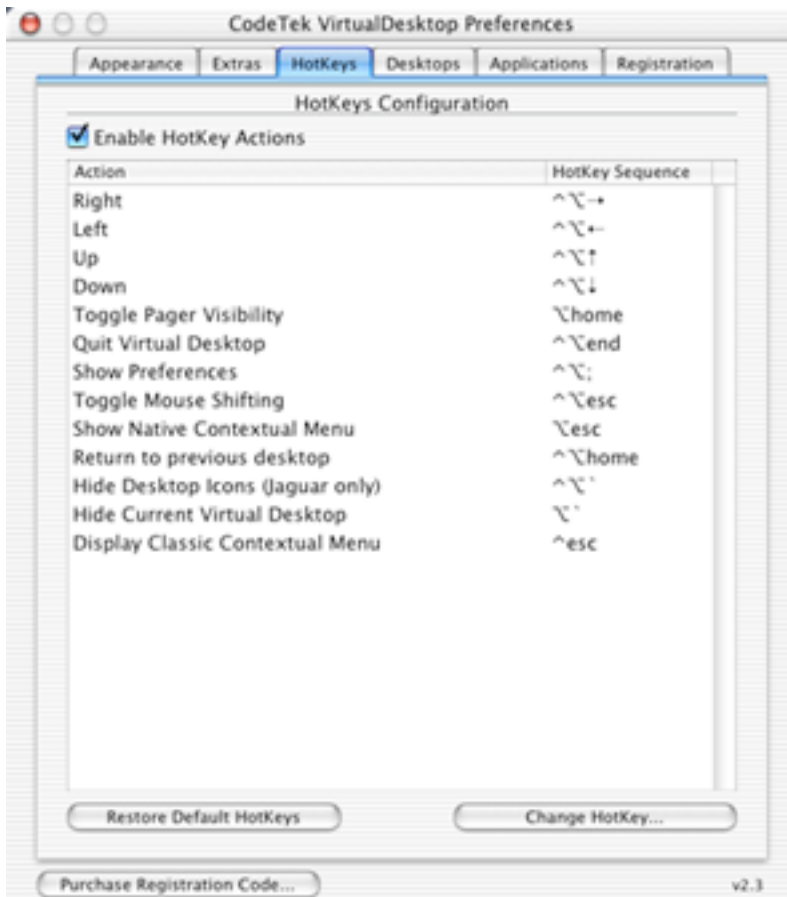 CodeTek VirtualDesktop Preferences
Appearance Extras HotKeys Desktops Applications Registration
HotKeys Configuration
Enable HotKey Actions
Action HotKey Sequence
Right ^⌥→
Left ^⌥←
Up ^⌥↑
Down ^⌥↓
Toggle Pager Visibility ⌥home
Quit Virtual Desktop ^⌥end
Show Preferences ^⌥;
Toggle Mouse Shifting ^⌥esc
Show Native Contextual Menu ⌥esc
Return to previous desktop ^⌥home
Hide Desktop Icons (Jaguar only) ^⌥`
Hide Current Virtual Desktop ⌥`
Display Classic Contextual Menu ^esc
Restore Default HotKeys Change HotKey...
Purchase Registration Code... v2.3